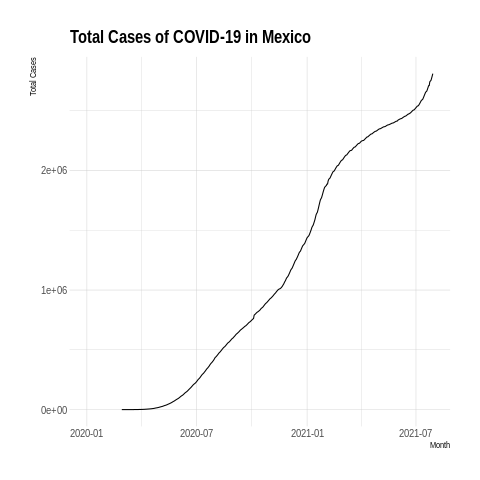 Total Cases of COVID-19 in Mexico
Total Cases
2e+06
1e+06
0e+00
2020-01 2020-07 2021-01 2021-07
Month